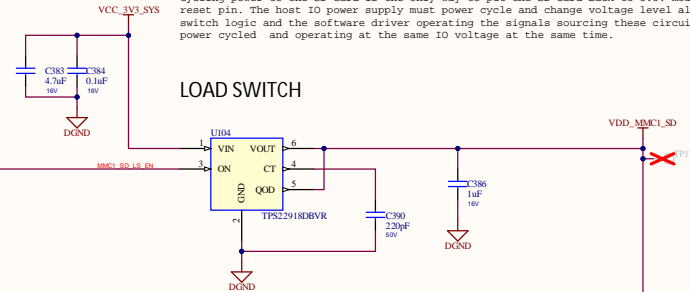 reset pin. The host IO power supply must power cycle and change voltage level al
switch logic and the software driver operating the signals sourcing these circui
power cycled and operating at the same IO voltage at the same time.
VCC_3V3_SYS
C383
4.7uF
16V
C384
0.1uF
16V
DGND
LOAD SWITCH
VDD_MMC1_SD
U104
1
VIN
VOUT
6
MMC1_SD_LS_EN
3
ON
CT
4
QOD
5
GND
2
TPS22918DBVR
C386
1uF
16V
C390
220pF
50V
DGND
DGND